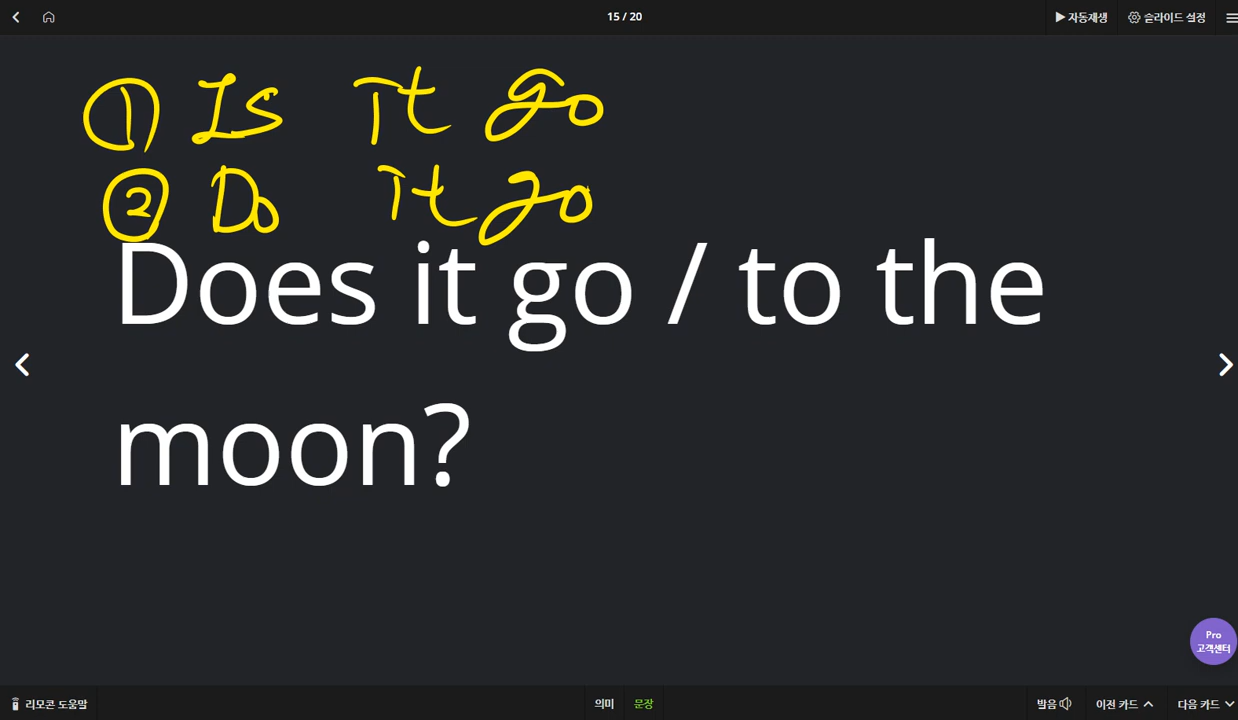 15 / 20
자동재생
슬라이드 설정
① Is it go
② Do it go
Does it go / to the
moon?
Pro
고객센터
리모콘 도움말
의미
문장
발음
이전 카드
다음 카드